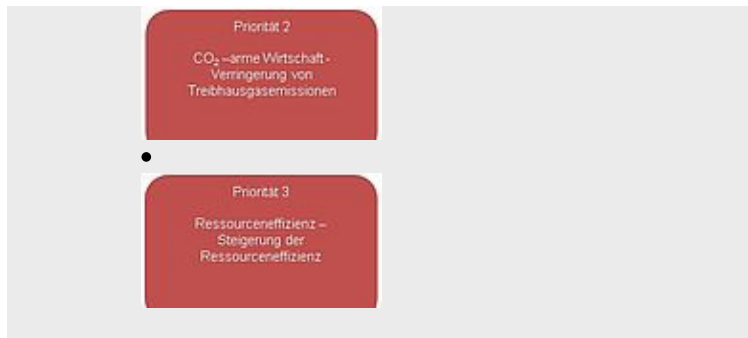 Priorität 2
CO₂ –arme Wirtschaft -
Verringerung von
Treibhausgasemissionen
Priorität 3
Ressourceneffizienz –
Steigerung der
Ressourceneffizienz